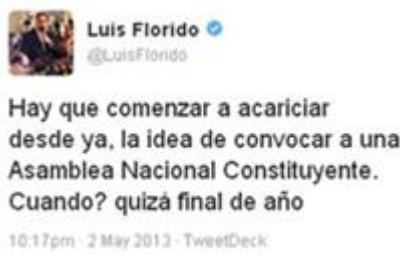 Luis Florido
@LuisFlorido
Hay que comenzar a acariciar
desde ya, la idea de convocar a una
Asamblea Nacional Constituyente.
Cuando? quizá final de año
10:17pm · 2 May 2013 · TweetDeck